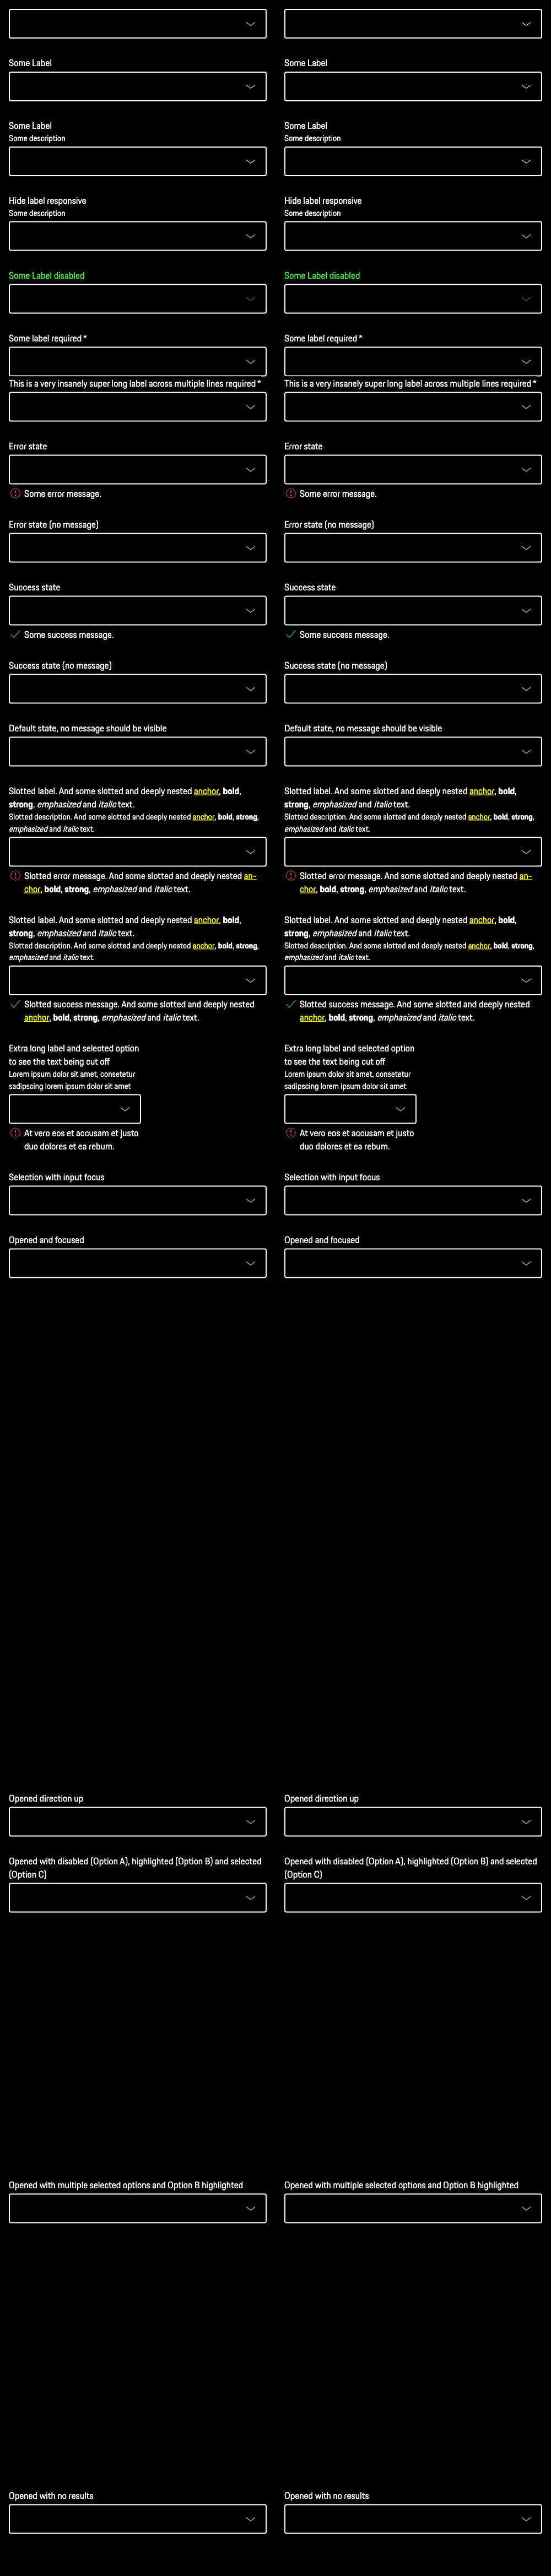 Some Label
Some Label
Some Label
Some Label
Some description
Some description
Hide label responsive
Hide label responsive
Some description
Some description
Some Label disabled
Some Label disabled
Some label required *
Some label required *
This is a very insanely super long label across multiple lines required *
This is a very insanely super long label across multiple lines required *
Error state
Error state
Some error message.
Some error message.
Error state (no message)
Error state (no message)
Success state
Success state
Some success message.
Some success message.
Success state (no message)
Success state (no message)
Default state, no message should be visible
Default state, no message should be visible
Slotted label. And some slotted and deeply nested anchor, bold,
strong, emphasized and italic text.
Slotted description. And some slotted and deeply nested anchor, bold, strong,
emphasized and italic text.
Slotted label. And some slotted and deeply nested anchor, bold,
strong, emphasized and italic text.
Slotted description. And some slotted and deeply nested anchor, bold, strong,
emphasized and italic text.
Slotted error message. And some slotted and deeply nested an-
chor, bold, strong, emphasized and italic text.
Slotted error message. And some slotted and deeply nested an-
chor, bold, strong, emphasized and italic text.
Slotted label. And some slotted and deeply nested anchor, bold,
strong, emphasized and italic text.
Slotted description. And some slotted and deeply nested anchor, bold, strong,
emphasized and italic text.
Slotted label. And some slotted and deeply nested anchor, bold,
strong, emphasized and italic text.
Slotted description. And some slotted and deeply nested anchor, bold, strong,
emphasized and italic text.
Slotted success message. And some slotted and deeply nested
anchor, bold, strong, emphasized and italic text.
Slotted success message. And some slotted and deeply nested
anchor, bold, strong, emphasized and italic text.
Extra long label and selected option
to see the text being cut off
Lorem ipsum dolor sit amet, consetetur
sadipscing lorem ipsum dolor sit amet
Extra long label and selected option
to see the text being cut off
Lorem ipsum dolor sit amet, consetetur
sadipscing lorem ipsum dolor sit amet
At vero eos et accusam et justo
duo dolores et ea rebum.
At vero eos et accusam et justo
duo dolores et ea rebum.
Selection with input focus
Selection with input focus
Opened and focused
Opened and focused
Opened direction up
Opened direction up
Opened with disabled (Option A), highlighted (Option B) and selected
(Option C)
Opened with disabled (Option A), highlighted (Option B) and selected
(Option C)
Opened with multiple selected options and Option B highlighted
Opened with multiple selected options and Option B highlighted
Opened with no results
Opened with no results